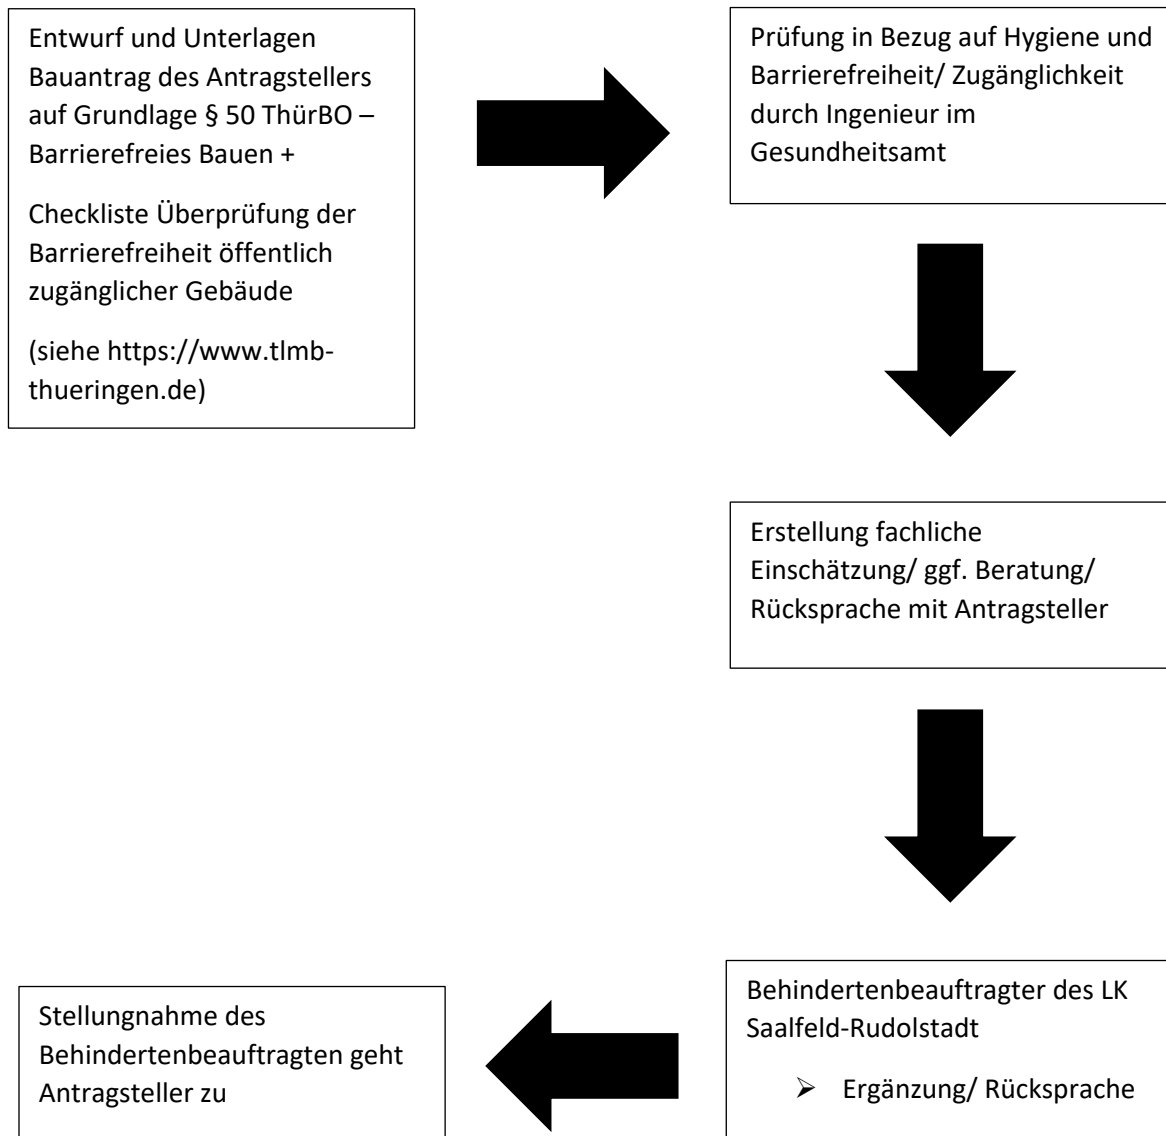 Entwurf und Unterlagen
Bauantrag des Antragstellers
auf Grundlage § 50 ThürBO –
Barrierefreies Bauen +
Checkliste Überprüfung der
Barrierefreiheit öffentlich
zugänglicher Gebäude
(siehe https://www.tlmb-
thueringen.de)
Prüfung in Bezug auf Hygiene und
Barrierefreiheit/ Zugänglichkeit
durch Ingenieur im
Gesundheitsamt
Erstellung fachliche
Einschätzung/ ggf. Beratung/
Rücksprache mit Antragsteller
Behindertenbeauftragter des LK
Saalfeld-Rudolstadt
➢ Ergänzung/ Rücksprache
Stellungnahme des
Behindertenbeauftragten geht
Antragsteller zu